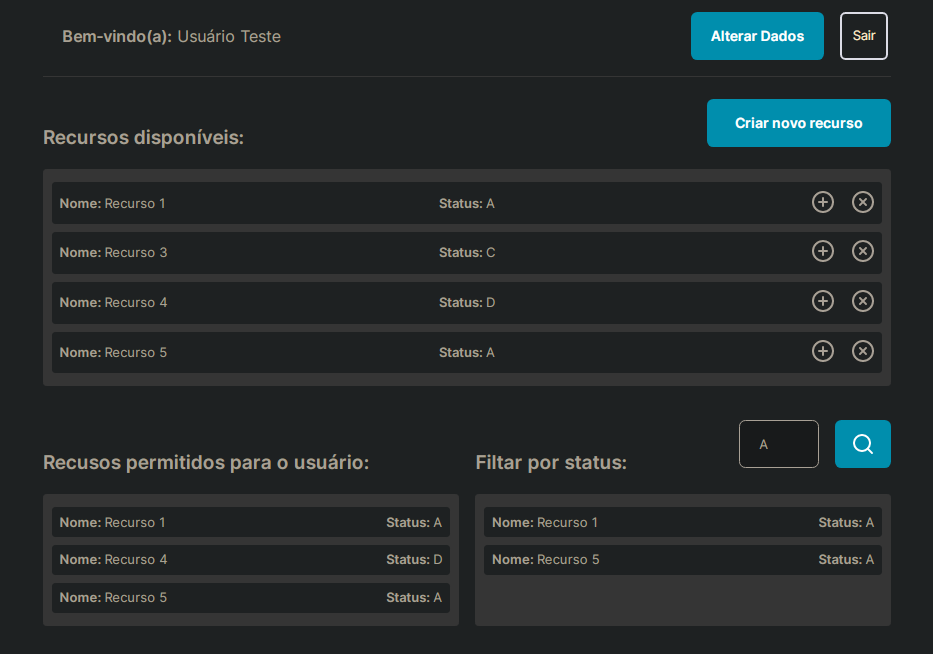 Bem-vindo(a): Usuário Teste
Alterar Dados
Sair
Recursos disponíveis:
Criar novo recurso
Nome: Recurso 1 Status: A
Nome: Recurso 3 Status: C
Nome: Recurso 4 Status: D
Nome: Recurso 5 Status: A
Recusos permitidos para o usuário:
Nome: Recurso 1 Status: A
Nome: Recurso 4 Status: D
Nome: Recurso 5 Status: A
Filtar por status:
A
Nome: Recurso 1 Status: A
Nome: Recurso 5 Status: A